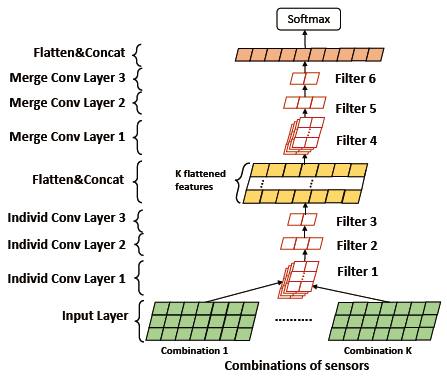 Softmax
Flatten&Concat
Merge Conv Layer 3
Filter 6
Merge Conv Layer 2
Filter 5
Merge Conv Layer 1
Filter 4
Flatten&Concat
K flattened
features
Individ Conv Layer 3
Filter 3
Individ Conv Layer 2
Filter 2
Individ Conv Layer 1
Filter 1
Input Layer
Combination 1
Combination K
Combinations of sensors